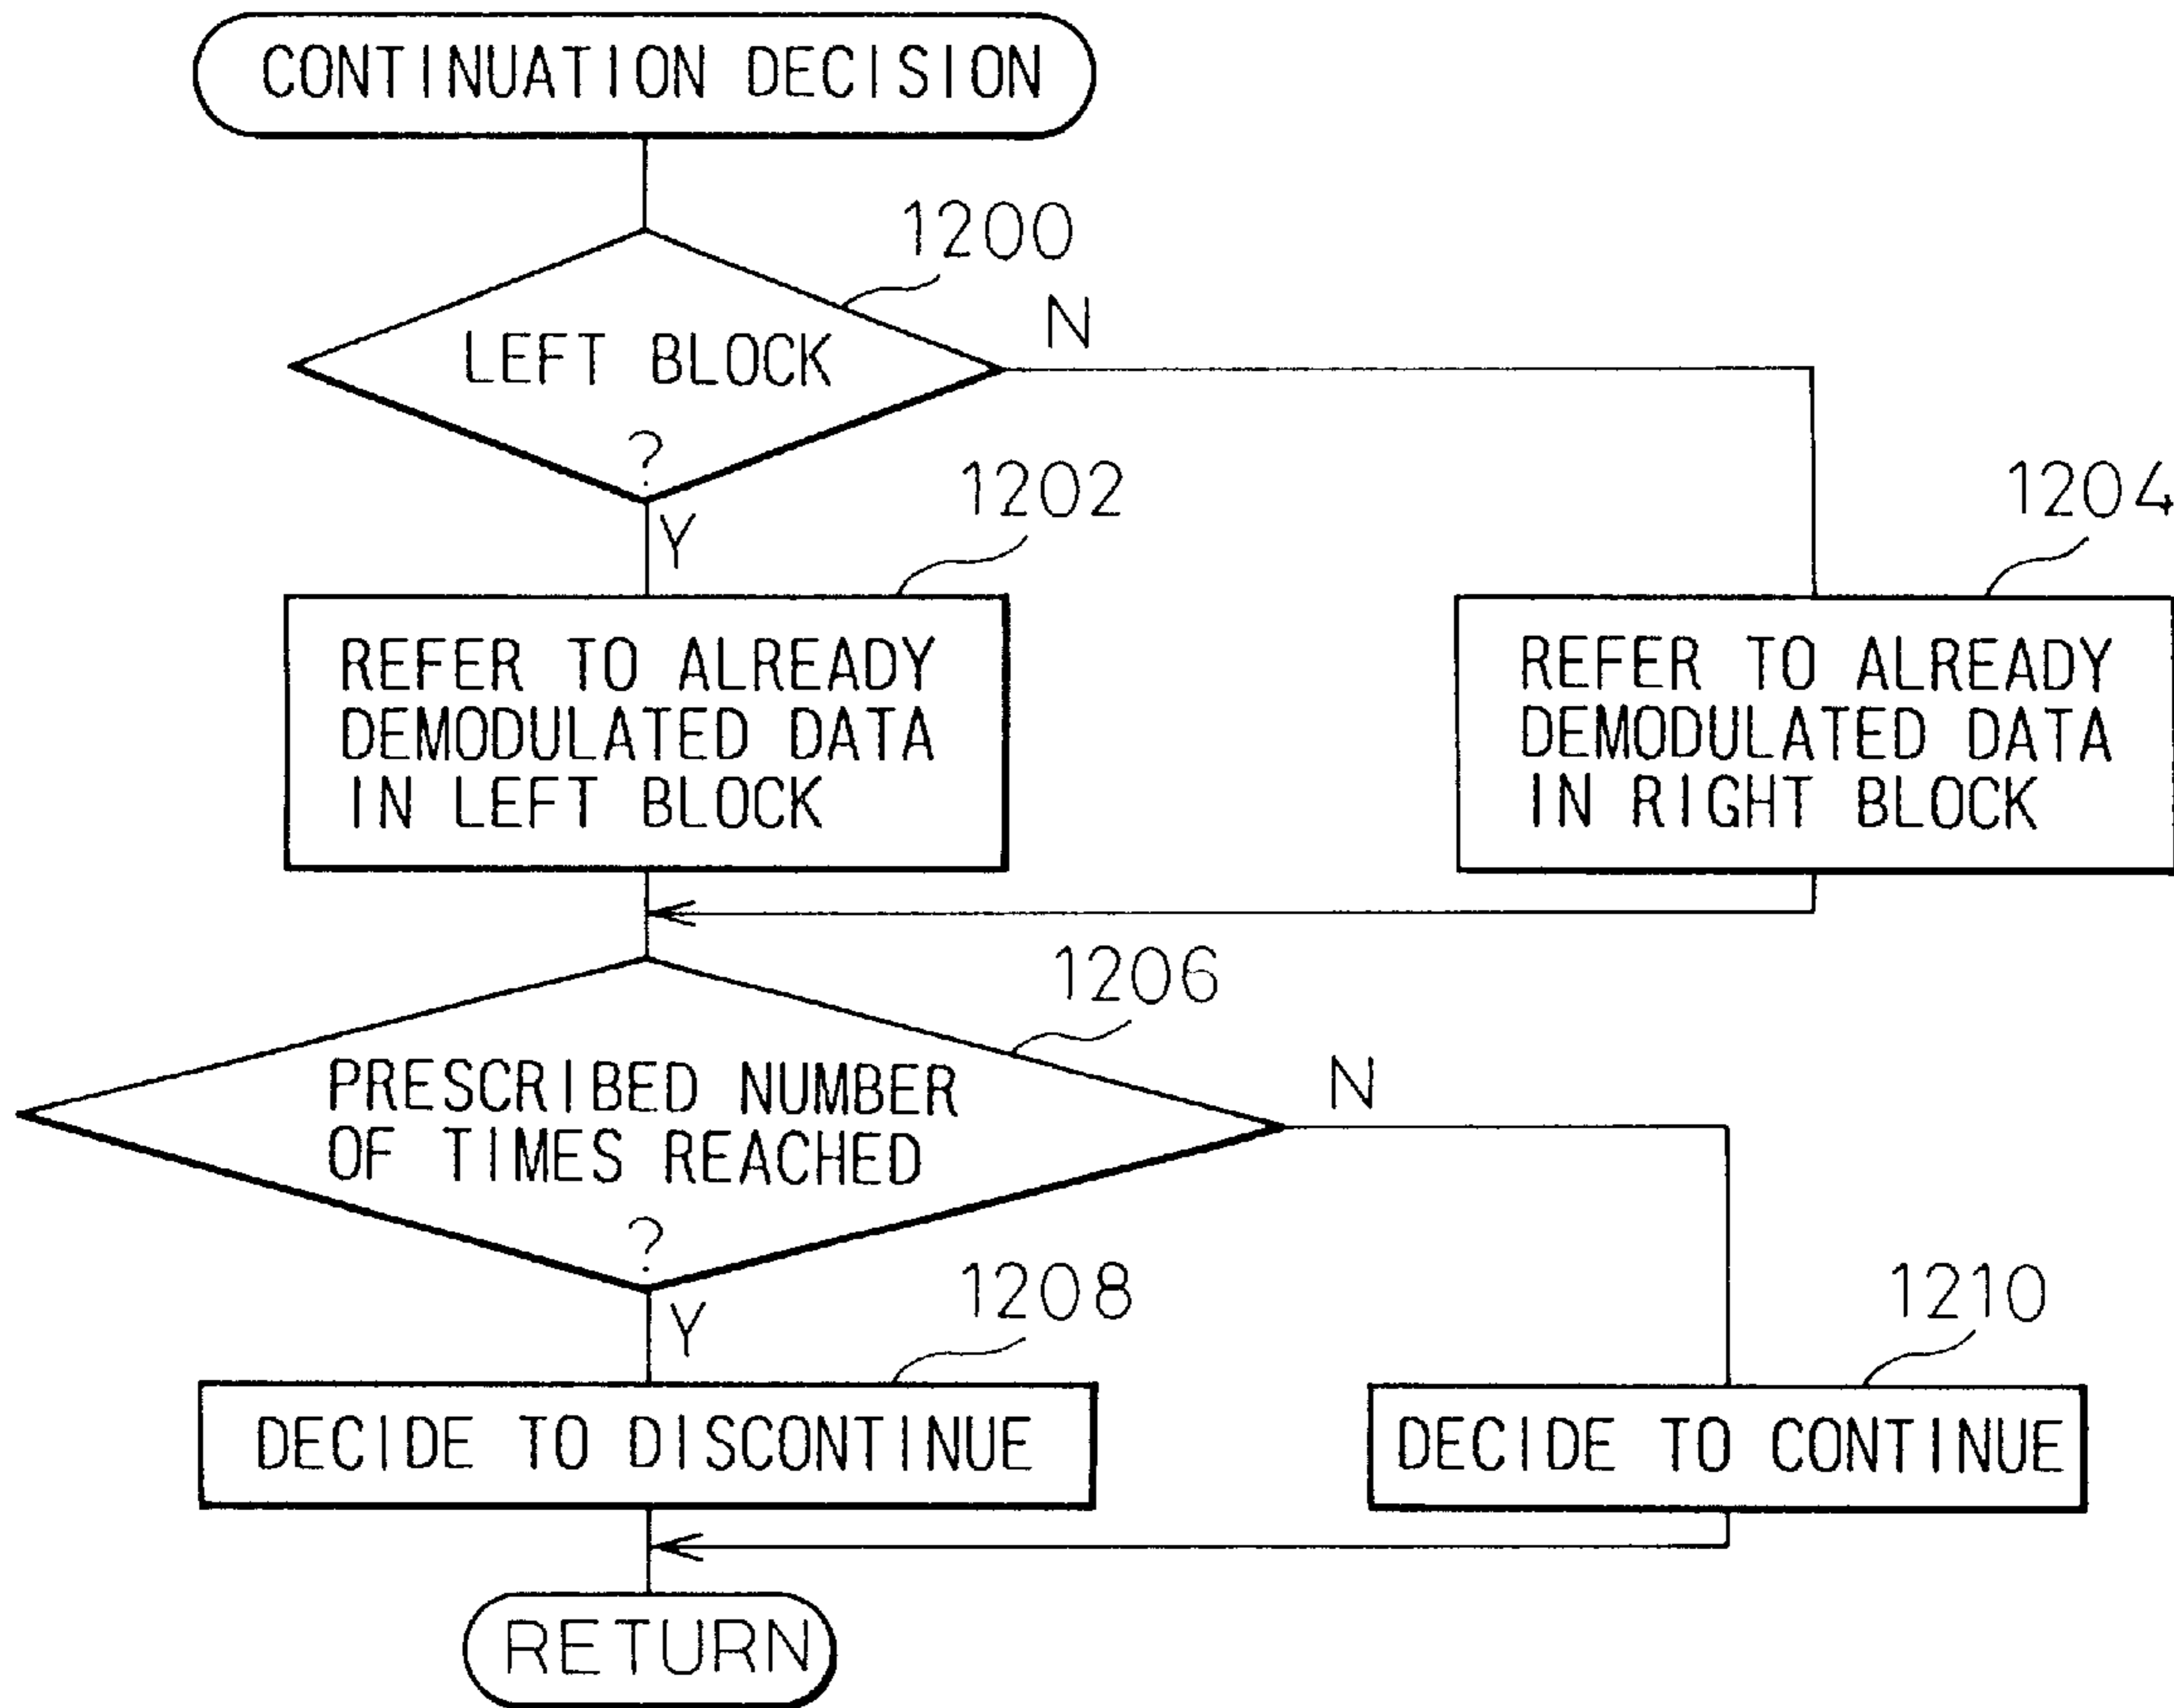 CONTINUATION DECISION
1200
N
LEFT BLOCK
?
Y
1202
1204
REFER TO ALREADY
DEMODULATED DATA
IN LEFT BLOCK
REFER TO ALREADY
DEMODULATED DATA
IN RIGHT BLOCK
1206
N
PRESCRIBED NUMBER
OF TIMES REACHED
?
Y
1208
1210
DECIDE TO DISCONTINUE
DECIDE TO CONTINUE
RETURN